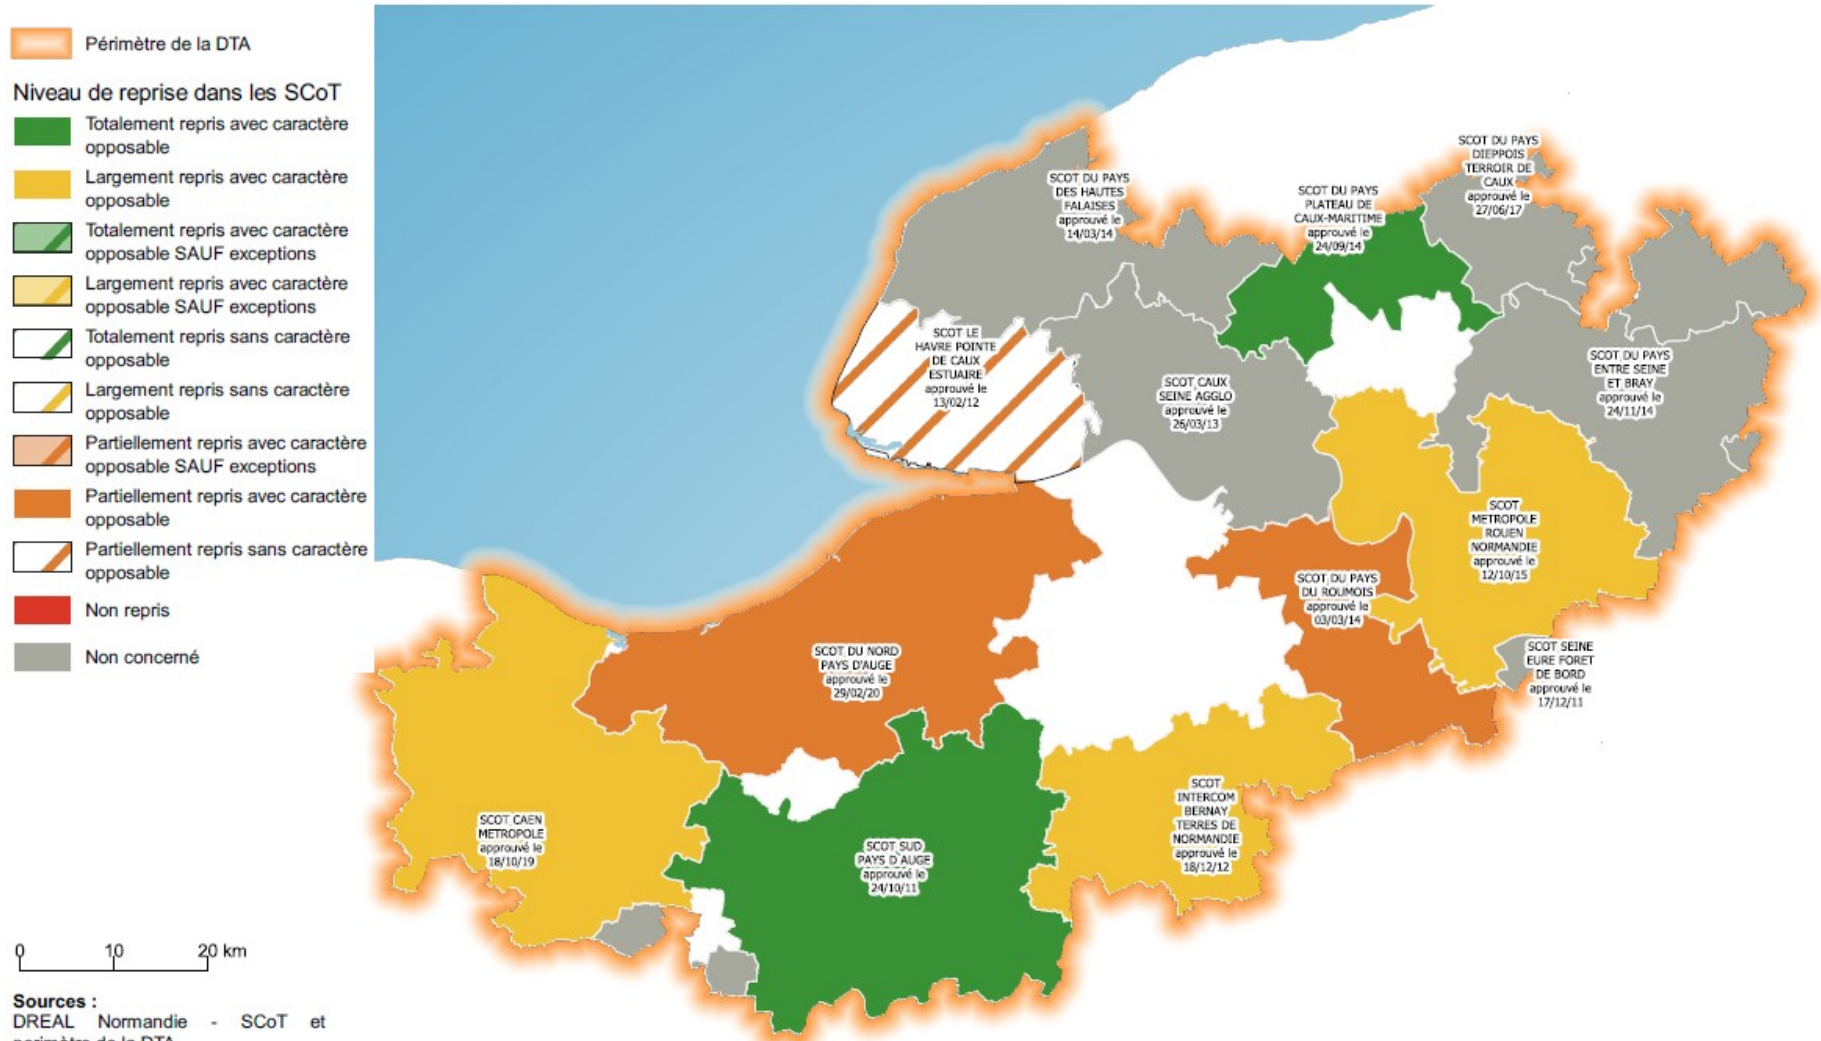 Périmètre de la DTA
Niveau de reprise dans les SCoT
Totalement repris avec caractère
opposable
Largement repris avec caractère
opposable
Totalement repris avec caractère
opposable SAUF exceptions
Largement repris avec caractère
opposable SAUF exceptions
Totalement repris sans caractère
opposable
Largement repris sans caractère
opposable
Partiellement repris avec caractère
opposable SAUF exceptions
Partiellement repris avec caractère
opposable
Partiellement repris sans caractère
opposable
Non repris
Non concerné
0 10 20 km
Sources :
DREAL Normandie - SCoT et
perimètre de la DTA
SCOT DU PAYS
DES HAUTES
FALAISES
approuvé le
14/03/14
SCOT DU PAYS
PLATEAU DE
CAUX-MARITIME
approuvé le
24/09/14
SCOT DU PAYS
DIEPPOIS
TERROIR DE
CAUX
approuvé le
27/06/17
SCOT LE
HAVRE POINTE
DE CAUX
ESTUAIRE
approuvé le
13/02/12
SCOT CAUX
SEINE AGGLO
approuvé le
26/03/13
SCOT DU PAYS
ENTRE SEINE
ET BRAY
approuvé le
24/11/14
SCOT
METROPOLE
ROUEN
NORMANDIE
approuvé le
12/10/15
SCOT DU PAYS
DU ROUMOIS
approuvé le
03/03/14
SCOT SEINE
EURE FORET
DE BORD
approuvé le
17/12/11
SCOT DU NORD
PAYS D'AUGE
approuvé le
29/02/20
SCOT CAEN
METROPOLE
approuvé le
18/10/19
SCOT SUD
PAYS D'AUGE
approuvé le
24/10/11
SCOT
INTERCOM
BERNAY
TERRES DE
NORMANDIE
approuvé le
18/12/12